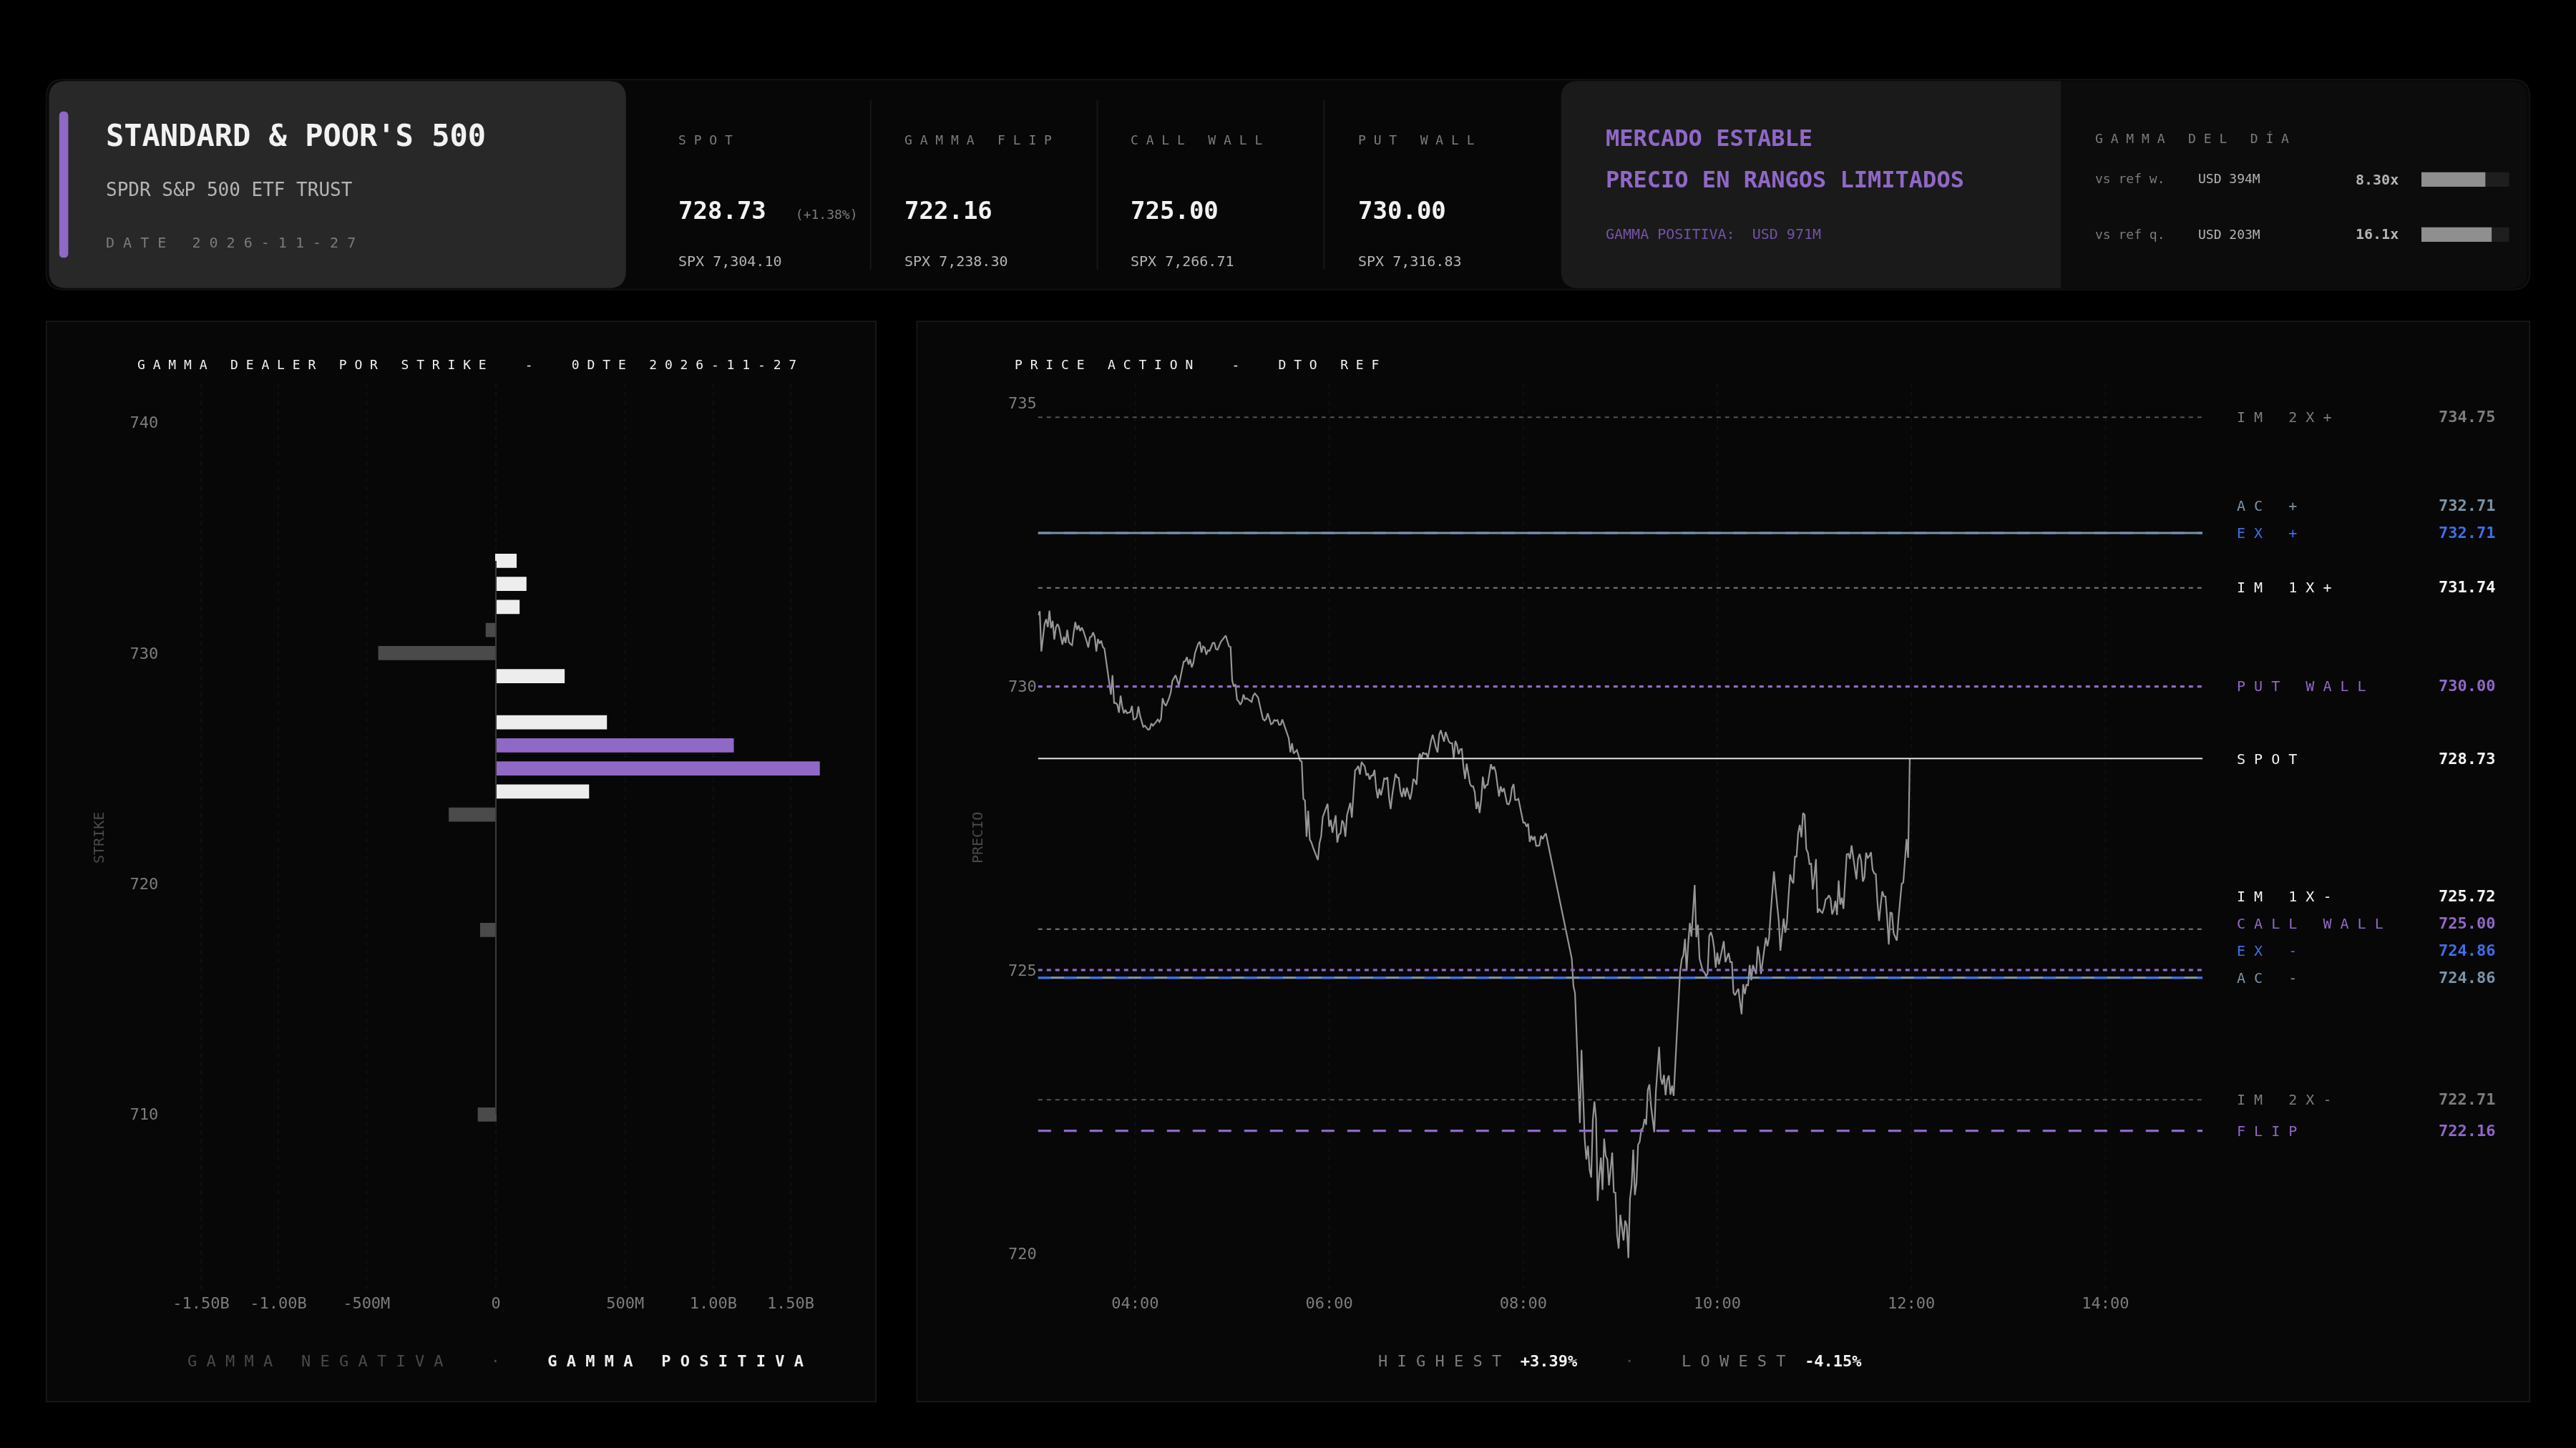 STANDARD & POOR'S 500
SPDR S&P 500 ETF TRUST
DATE 2026-11-27
SPOT
728.73 (+1.38%)
SPX 7,304.10
GAMMA FLIP
722.16
SPX 7,238.30
CALL WALL
725.00
SPX 7,266.71
PUT WALL
730.00
SPX 7,316.83
MERCADO ESTABLE
PRECIO EN RANGOS LIMITADOS
GAMMA POSITIVA: USD 971M
GAMMA DEL DÍA
vs ref w. USD 394M 8.30x
vs ref q. USD 203M 16.1x
GAMMA DEALER POR STRIKE - 0DTE 2026-11-27
740
730
720
710
STRIKE
-1.50B -1.00B -500M 0 500M 1.00B 1.50B
GAMMA NEGATIVA · GAMMA POSITIVA
PRICE ACTION - DTO REF
735
730
725
720
PRECIO
IM 2X+ 734.75
AC + 732.71
EX + 732.71
IM 1X+ 731.74
PUT WALL 730.00
SPOT 728.73
IM 1X- 725.72
CALL WALL 725.00
EX - 724.86
AC - 724.86
IM 2X- 722.71
FLIP 722.16
04:00 06:00 08:00 10:00 12:00 14:00
HIGHEST +3.39% · LOWEST -4.15%